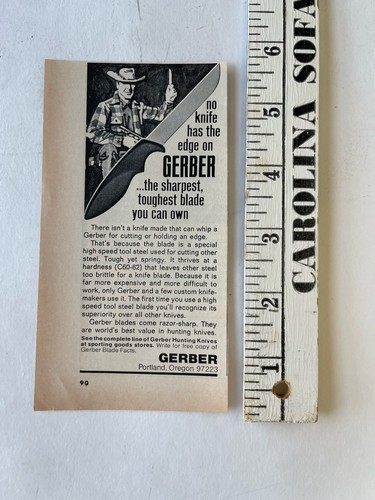 no
knife
has the
edge on
GERBER
...the sharpest,
toughest blade
you can own
There isn't a knife made that can whip a
Gerber for cutting or holding an edge.
That's because the blade is a special
high speed tool steel used for cutting other
steel. Tough yet springy. It thrives at a
hardness (C60-62) that leaves other steel
too brittle for a knife blade. Because it is
far more expensive and more difficult to
work, only Gerber and a few custom knife-
makers use it. The first time you use a high
speed tool steel blade you'll recognize its
superiority over all other knives.
Gerber blades come razor-sharp. They
are world's best value in hunting knives.
See the complete line of Gerber Hunting Knives
at sporting goods stores. Write for free copy of
Gerber Blade Facts.
GERBER
Portland, Oregon 97223
90
CAROLINA SOFA
6
5
4
3
2
1